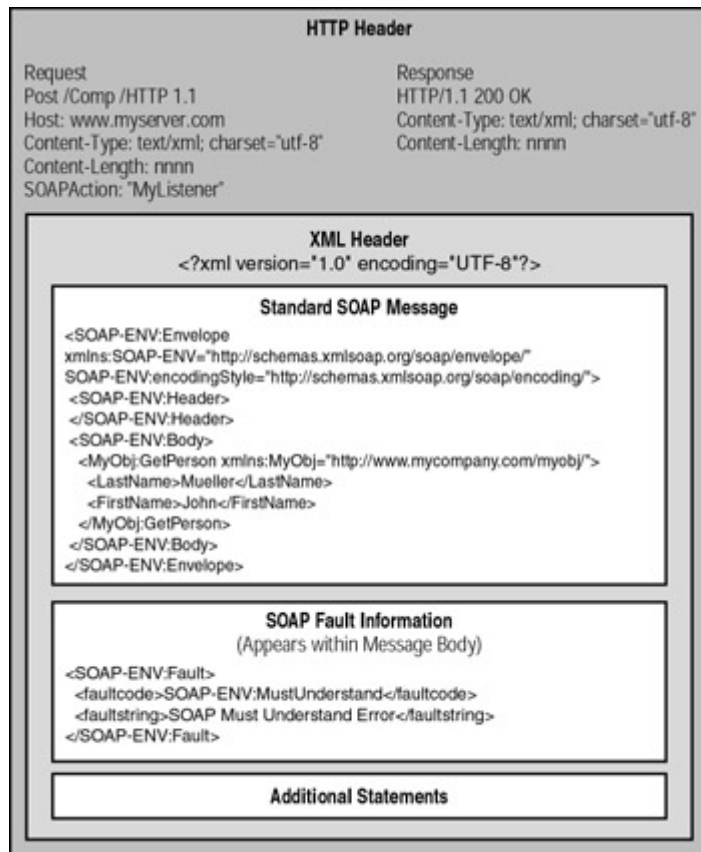 HTTP Header
Request
Post /Comp /HTTP 1.1
Host: www.myserver.com
Content-Type: text/xml; charset="utf-8"
Content-Length: nnnn
SOAPAction: "MyListener"
Response
HTTP/1.1 200 OK
Content-Type: text/xml; charset="utf-8"
Content-Length: nnnn
XML Header
<?xml version="1.0" encoding="UTF-8"?>
Standard SOAP Message
<SOAP-ENV:Envelope
xmlns:SOAP-ENV="http://schemas.xmlsoap.org/soap/envelope/"
SOAP-ENV:encodingStyle="http://schemas.xmlsoap.org/soap/encoding/">
<SOAP-ENV:Header>
</SOAP-ENV:Header>
<SOAP-ENV:Body>
<MyObj:GetPerson xmlns:MyObj="http://www.mycompany.com/myobj/">
<LastName>Mueller</LastName>
<FirstName>John</FirstName>
</MyObj:GetPerson>
</SOAP-ENV:Body>
</SOAP-ENV:Envelope>
SOAP Fault Information
(Appears within Message Body)
<SOAP-ENV:Fault>
<faultcode>SOAP-ENV:MustUnderstand</faultcode>
<faultstring>SOAP Must Understand Error</faultstring>
</SOAP-ENV:Fault>
Additional Statements